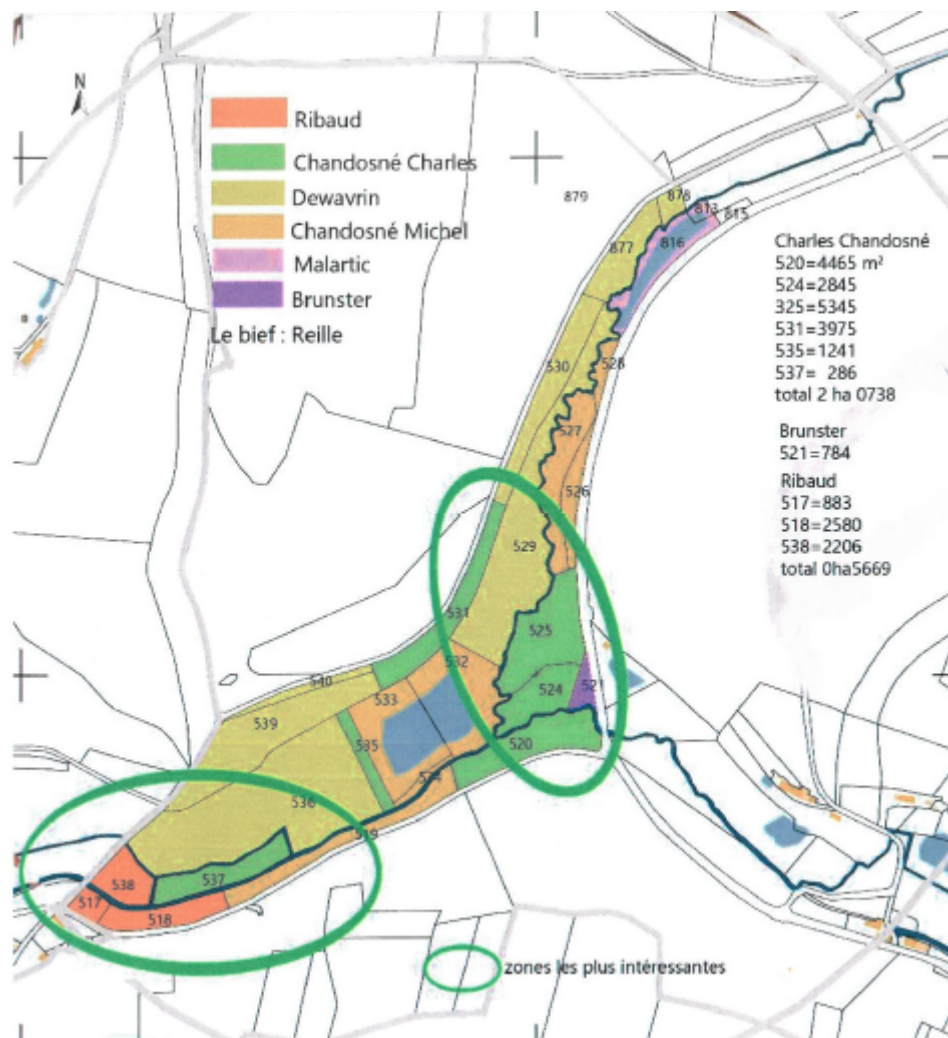 N
Ribaud
Chandosné Charles
Dewavrin
Chandosné Michel
Malartic
Brunster
Le bief : Reille
879
878
813
815
877
816
Charles Chandosné
520=4465 m²
524=2845
325=5345
531=3975
535=1241
537= 286
total 2 ha 0738
Brunster
521=784
Ribaud
517=883
518=2580
538=2206
total 0ha5669
530
528
527
526
529
531
525
532
540
533
524
521
539
535
520
536
519
538
537
517
518
zones les plus intéressantes